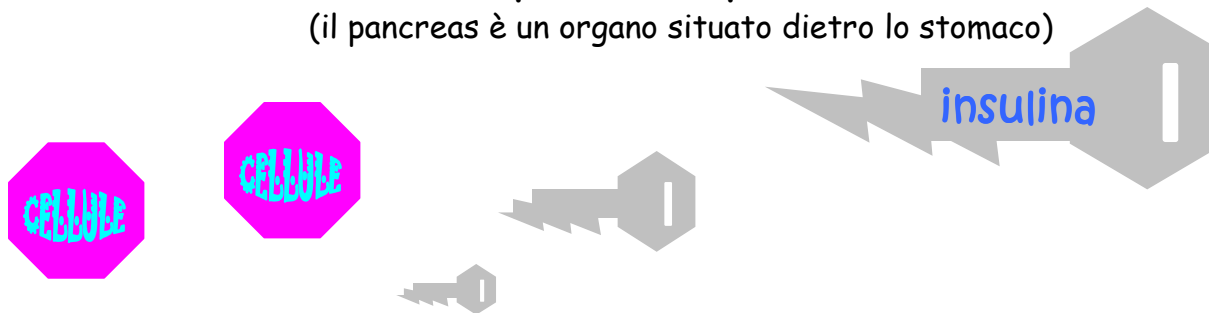 (il pancreas è un organo situato dietro lo stomaco)
insulina
CELLULE
CELLULE